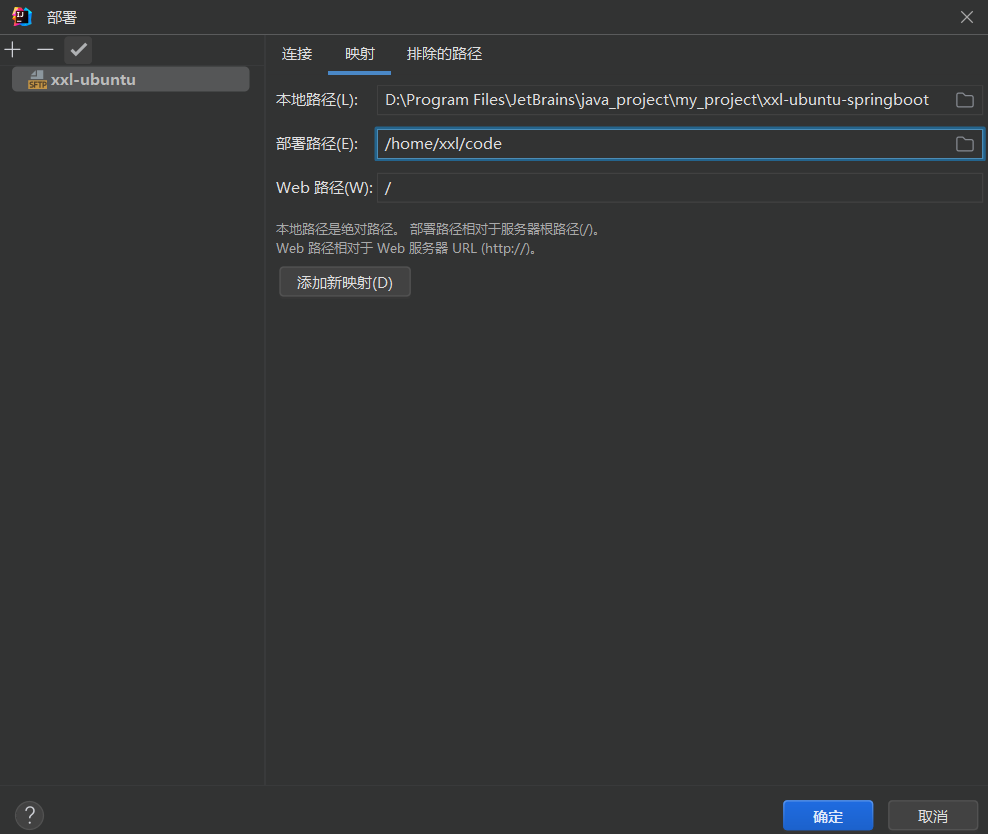 部署
xxl-ubuntu
连接 映射 排除的路径
本地路径(L): D:\Program Files\JetBrains\java_project\my_project\xxl-ubuntu-springboot
部署路径(E): /home/xxl/code
Web 路径(W): /
本地路径是绝对路径。 部署路径相对于服务器根路径(/)。
Web 路径相对于 Web 服务器 URL (http://)。
添加新映射(D)
? 确定 取消